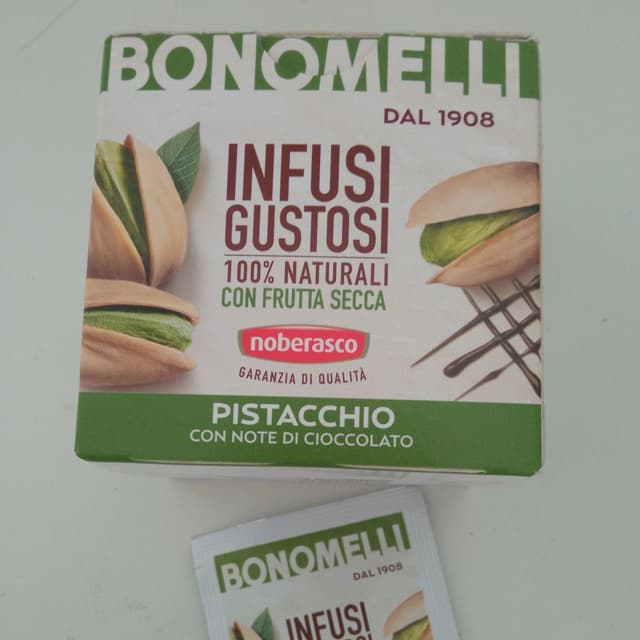 BONOMELLI
DAL 1908
INFUSI
GUSTOSI
100% NATURALI
CON FRUTTA SECCA
noberasco
GARANZIA DI QUALITÀ
PISTACCHIO
CON NOTE DI CIOCCOLATO
BONOMELLI
DAL 1908
INFUSI
GUSTOSI